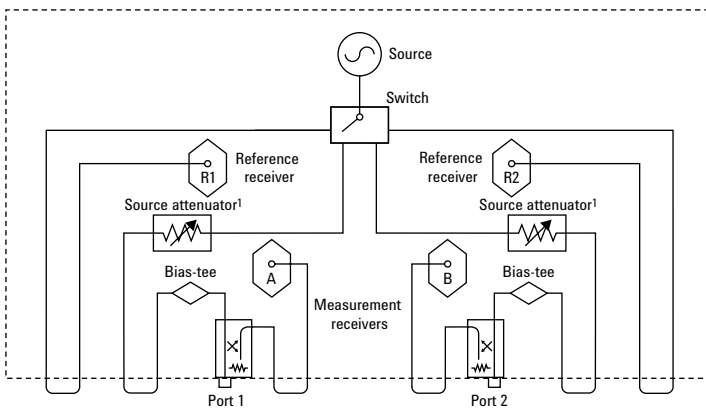 Source
Switch
R1
Reference
receiver
Reference
receiver
R2
Source attenuator1
Source attenuator1
A
B
Bias-tee
Bias-tee
Measurement
receivers
Port 1
Port 2